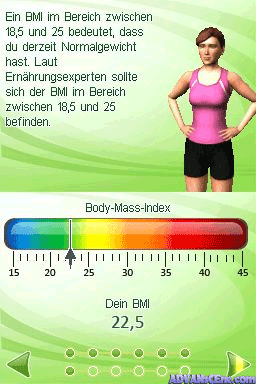 Ein BMI im Bereich zwischen
18,5 und 25 bedeutet, dass
du derzeit Normalgewicht
hast. Laut
Ernährungsexperten sollte
sich der BMI im Bereich
zwischen 18,5 und 25
befinden.
Body-Mass-Index
15 20 25 30 35 40 45
Dein BMI
22,5
ADVANSCENE.COM